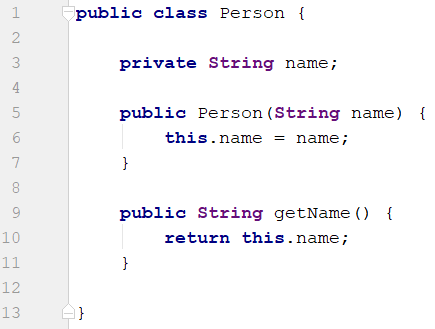 1 public class Person {
2
3     private String name;
4
5     public Person(String name) {
6         this.name = name;
7     }
8
9     public String getName() {
10         return this.name;
11     }
12
13 }